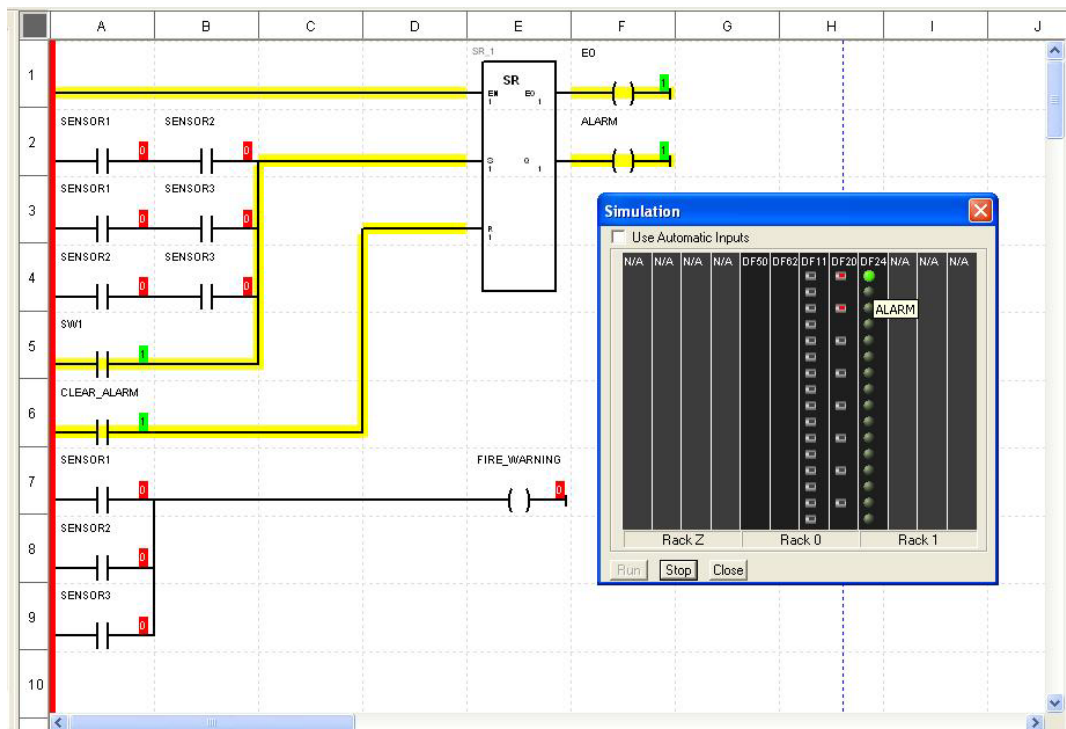 A B C D E F G H I J
1
SR_1 E0
SR
EN E0
1 1
1
2
SENSOR1 SENSOR2 ALARM
0 0
S Q
1 1
1
3
SENSOR1 SENSOR3
0 0
R
1
4
SENSOR2 SENSOR3
0 0
5
SW1
1
6
CLEAR_ALARM
1
7
SENSOR1 FIRE_WARNING
0 0
8
SENSOR2
0
9
SENSOR3
0
10
Simulation
Use Automatic Inputs
N/A N/A N/A N/A DF50 DF62 DF11 DF20 DF24 N/A N/A N/A
ALARM
Rack Z Rack 0 Rack 1
Run Stop Close